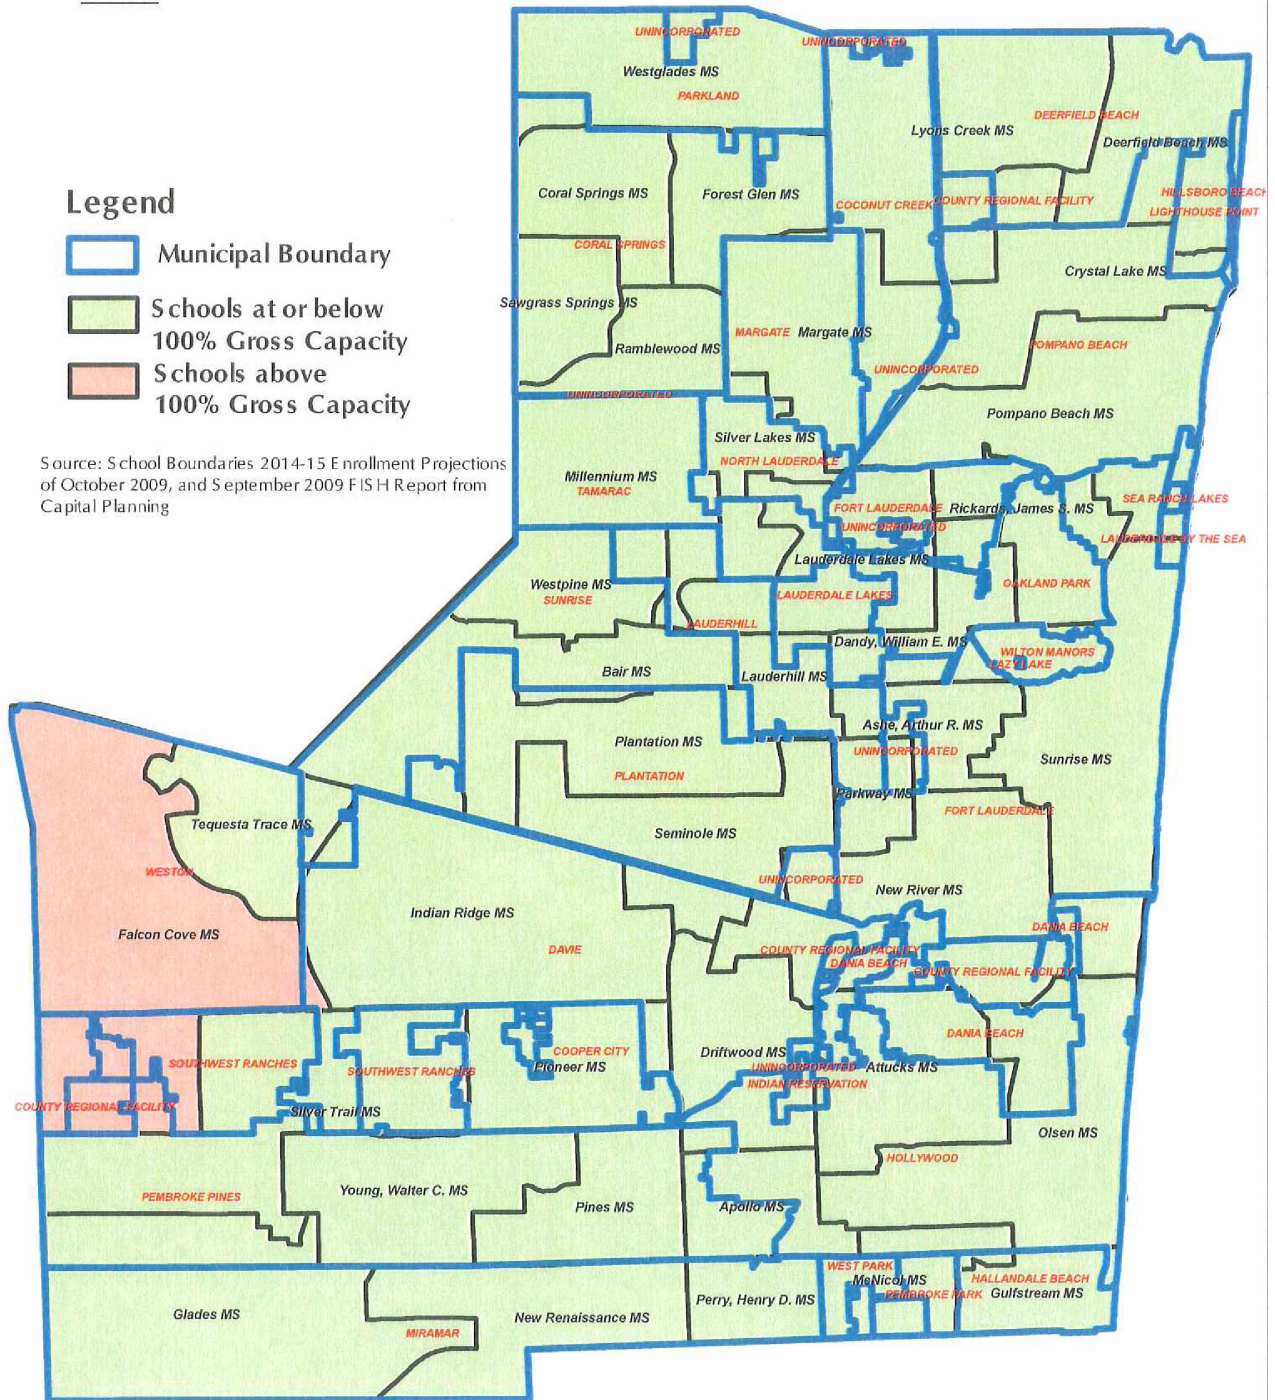 UNINCORPORATED
UNINCORPORATED
Westglades MS
PARKLAND
DEERFIELD BEACH
Lyons Creek MS
Deerfield Beach MS
Legend
Coral Springs MS
Forest Glen MS
HILLSBORO BEACH
COCONUT CREEK
COUNTY REGIONAL FACILITY
LIGHTHOUSE POINT
Municipal Boundary
CORAL SPRINGS
Crystal Lake MS
Schools at or below
100% Gross Capacity
Sawgrass Springs MS
MARGATE
Margate MS
Ramblewood MS
POMPANO BEACH
Schools above
100% Gross Capacity
UNINCORPORATED
UNINCORPORATED
Pompano Beach MS
Silver Lakes MS
NORTH LAUDERDALE
Source: School Boundaries 2014-15 Enrollment Projections
of October 2009, and September 2009 FISH Report from
Capital Planning
Millennium MS
TAMARAC
SEA RANCH LAKES
FORT LAUDERDALE
Rickards, James S. MS
UNINCORPORATED
LAUDERDALE BY THE SEA
Lauderdale Lakes MS
Westpine MS
SUNRISE
OAKLAND PARK
LAUDERDALE LAKES
LAUDERHILL
Dandy, William E. MS
WILTON MANORS
LAZY LAKE
Bair MS
Lauderhill MS
Ashe, Arthur R. MS
Plantation MS
UNINCORPORATED
Sunrise MS
PLANTATION
Parkway MS
FORT LAUDERDALE
Tequesta Trace MS
Seminole MS
WESTON
UNINCORPORATED
New River MS
Indian Ridge MS
DANIA BEACH
Falcon Cove MS
DAVIE
COUNTY REGIONAL FACILITY
DANIA BEACH
COUNTY REGIONAL FACILITY
DANIA BEACH
COOPER CITY
Driftwood MS
SOUTHWEST RANCHES
SOUTHWEST RANCHES
Pioneer MS
UNINCORPORATED
Attucks MS
INDIAN RESERVATION
COUNTY REGIONAL FACILITY
Silver Trail MS
Olsen MS
HOLLYWOOD
PEMBROKE PINES
Young, Walter C. MS
Pines MS
Apollo MS
WEST PARK
McNicol MS
HALLANDALE BEACH
PEMBROKE PARK
Gulfstream MS
Perry, Henry D. MS
Glades MS
New Renaissance MS
MIRAMAR